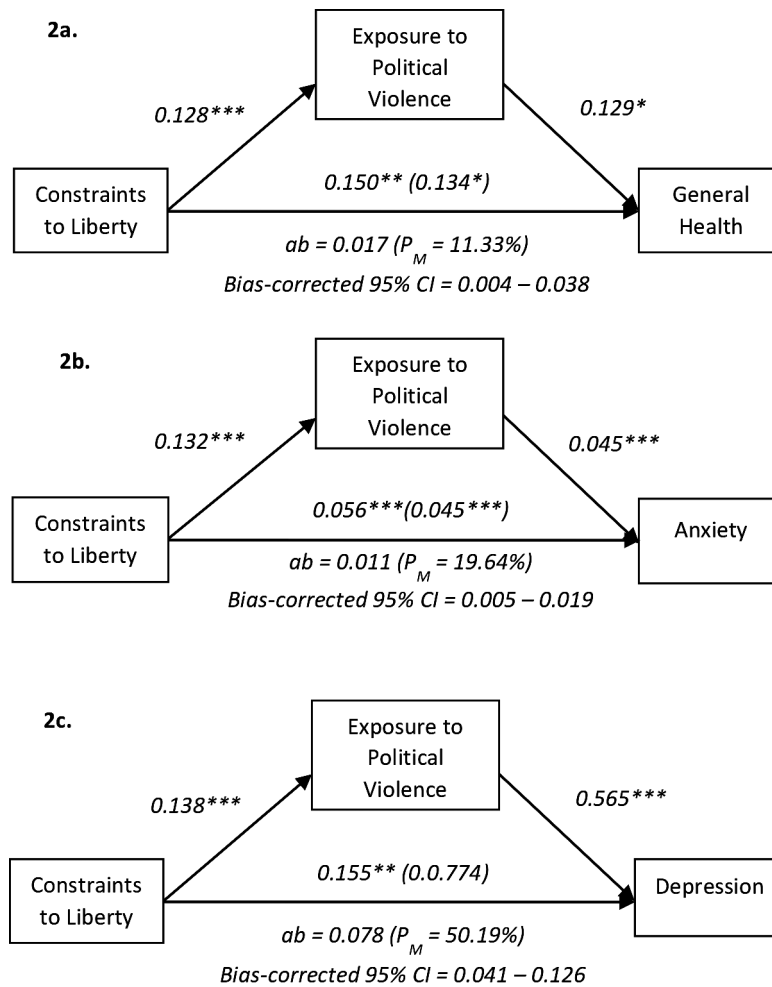 2a.
Exposure to
Political
Violence
0.128***
0.129*
Constraints
to Liberty
0.150** (0.134*)
General
Health
ab = 0.017 (P_M = 11.33%)
Bias-corrected 95% CI = 0.004 – 0.038
2b.
Exposure to
Political
Violence
0.132***
0.045***
Constraints
to Liberty
0.056***(0.045***)
Anxiety
ab = 0.011 (P_M = 19.64%)
Bias-corrected 95% CI = 0.005 – 0.019
2c.
Exposure to
Political
Violence
0.138***
0.565***
Constraints
to Liberty
0.155** (0.0.774)
Depression
ab = 0.078 (P_M = 50.19%)
Bias-corrected 95% CI = 0.041 – 0.126